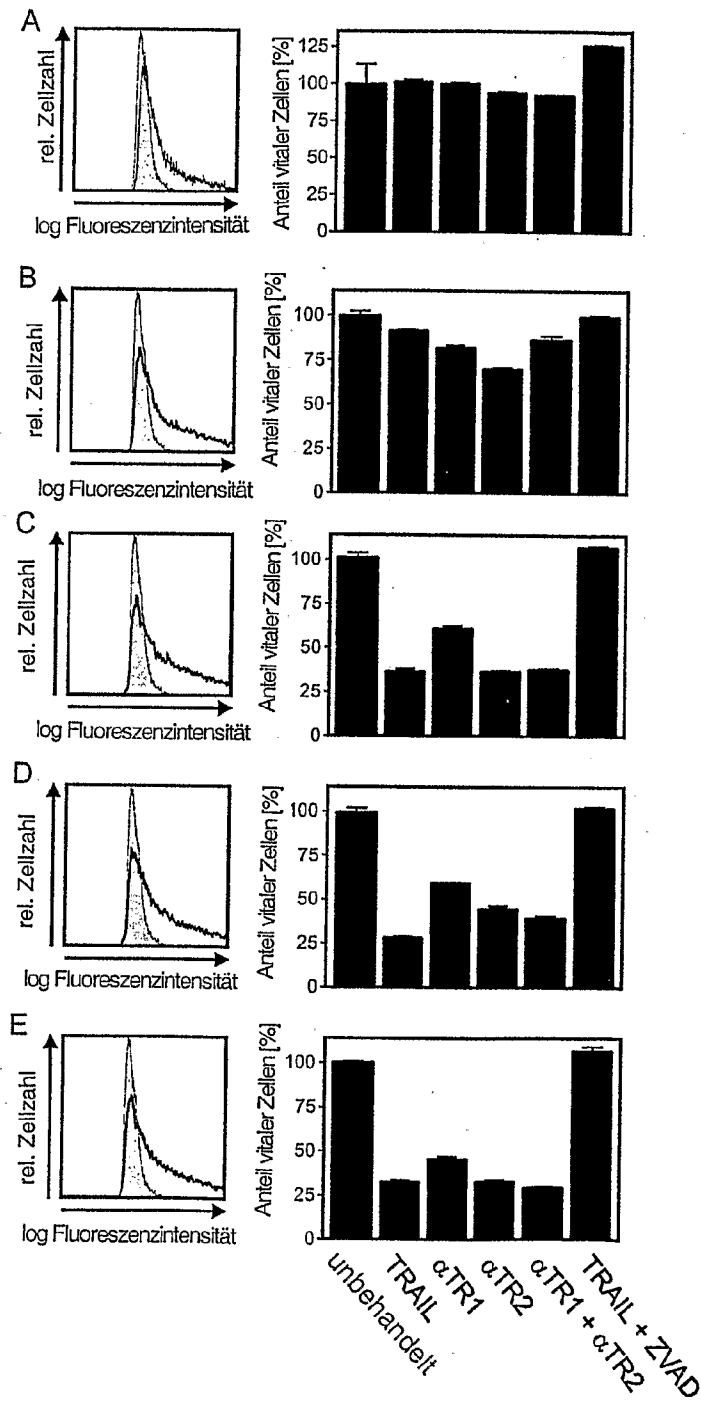 A
rel. Zellzahl
log Fluoreszenzintensität
Anteil vitaler Zellen [%]
125
100
75
50
25
0
B
rel. Zellzahl
log Fluoreszenzintensität
Anteil vitaler Zellen [%]
100
75
50
25
0
C
rel. Zellzahl
log Fluoreszenzintensität
Anteil vitaler Zellen [%]
100
75
50
25
0
D
rel. Zellzahl
log Fluoreszenzintensität
Anteil vitaler Zellen [%]
100
75
50
25
0
E
rel. Zellzahl
log Fluoreszenzintensität
Anteil vitaler Zellen [%]
100
75
50
25
0
unbehandelt
TRAIL
αTR1
αTR2
αTR1 + αTR2
TRAIL + ZVAD